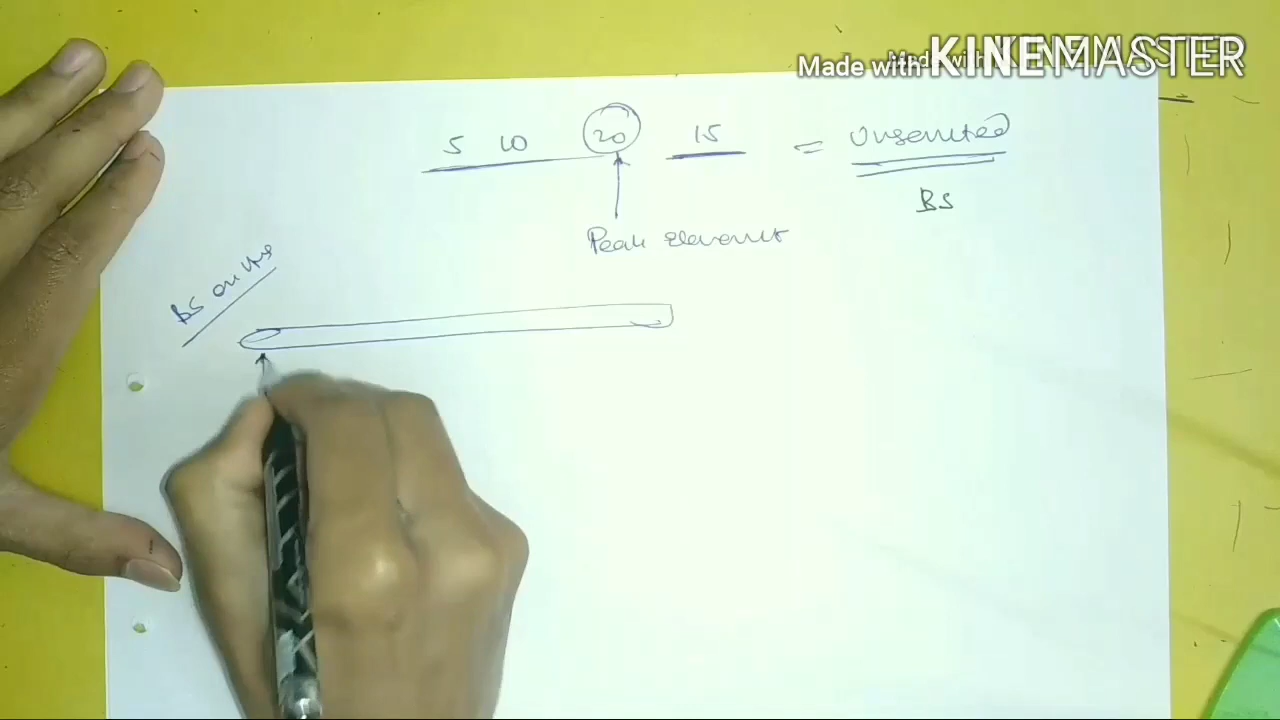 Made with KINEMASTER
5 10 20 15 = Unsorted
BS
Peak Element
BS on Ans